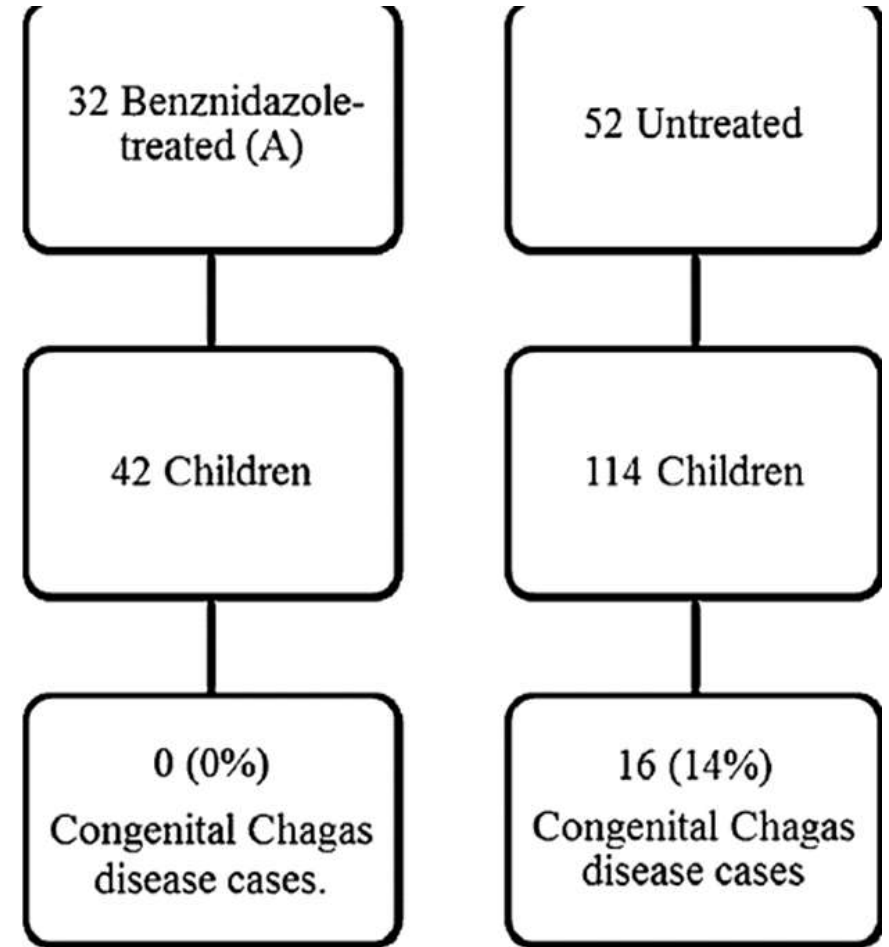 32 Benznidazole-
treated (A)
52 Untreated
42 Children
114 Children
0 (0%)
Congenital Chagas
disease cases.
16 (14%)
Congenital Chagas
disease cases